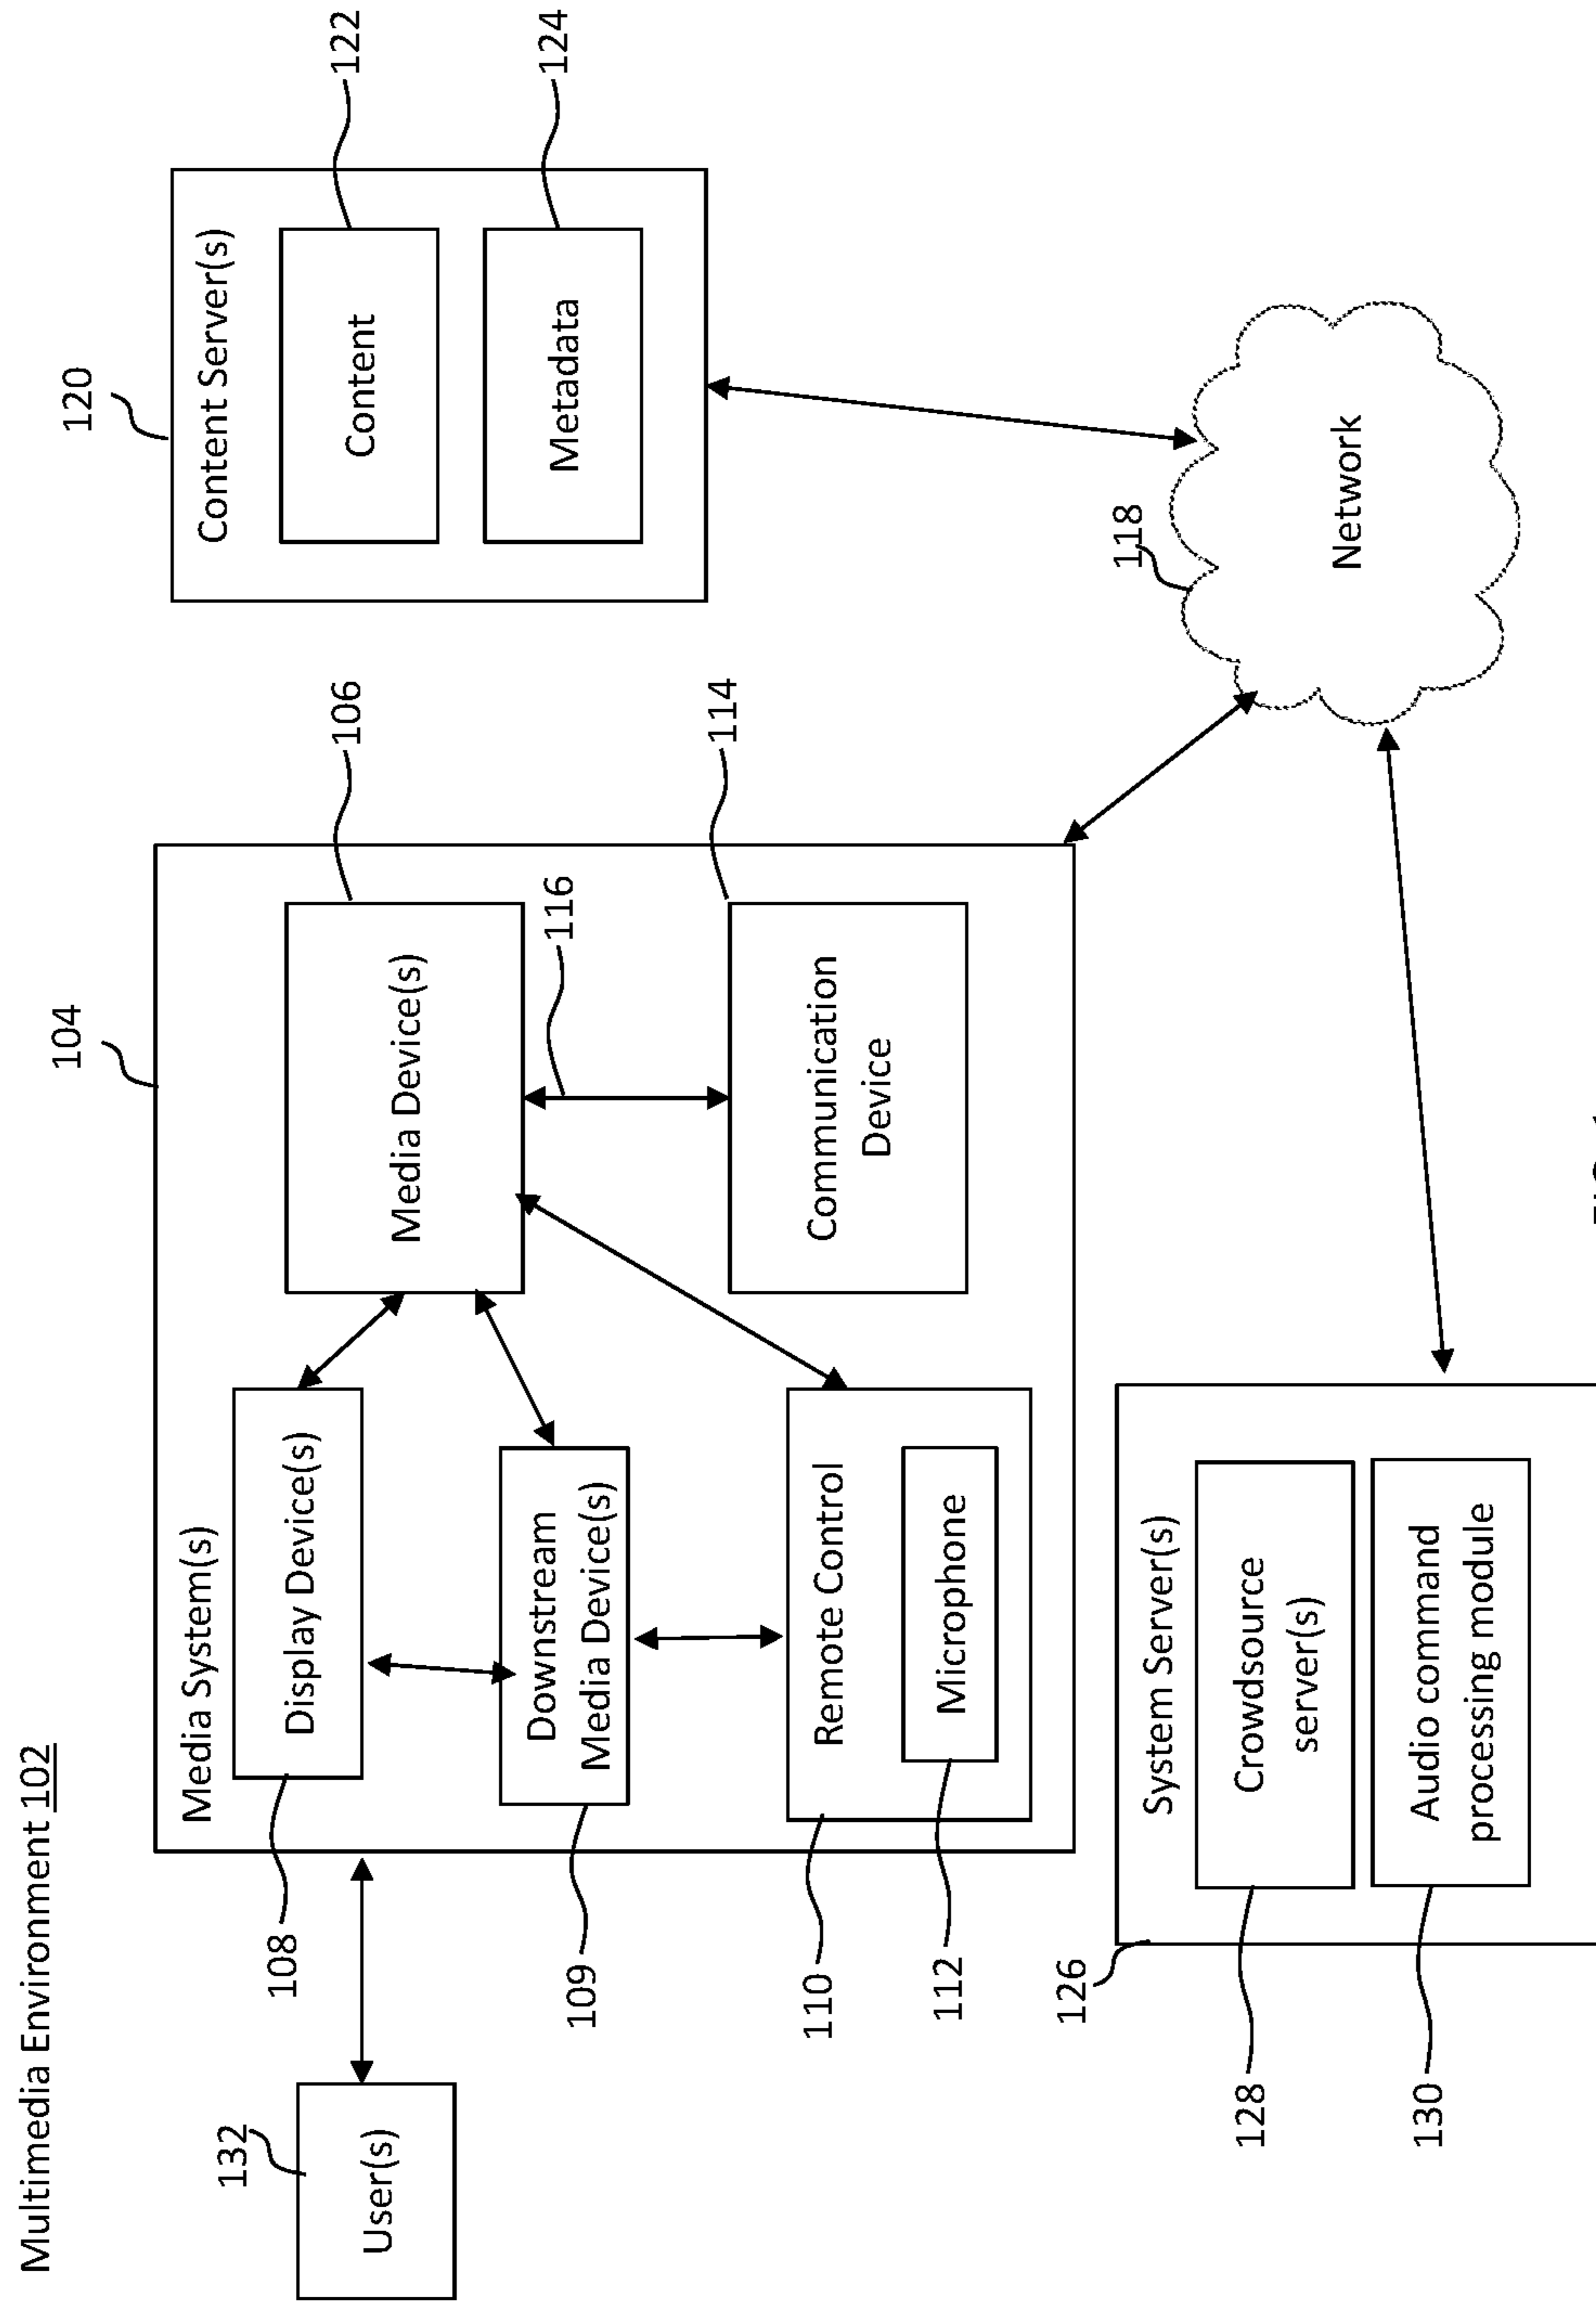 Multimedia Environment 102
104
120
Media System(s)
Content Server(s)
132
User(s)
108
Display Device(s)
106
Media Device(s)
122
Content
109
Downstream
Media Device(s)
116
124
Metadata
110
Remote Control
112
Microphone
114
Communication
Device
126
System Server(s)
118
Network
128
Crowdsource
server(s)
130
Audio command
processing module